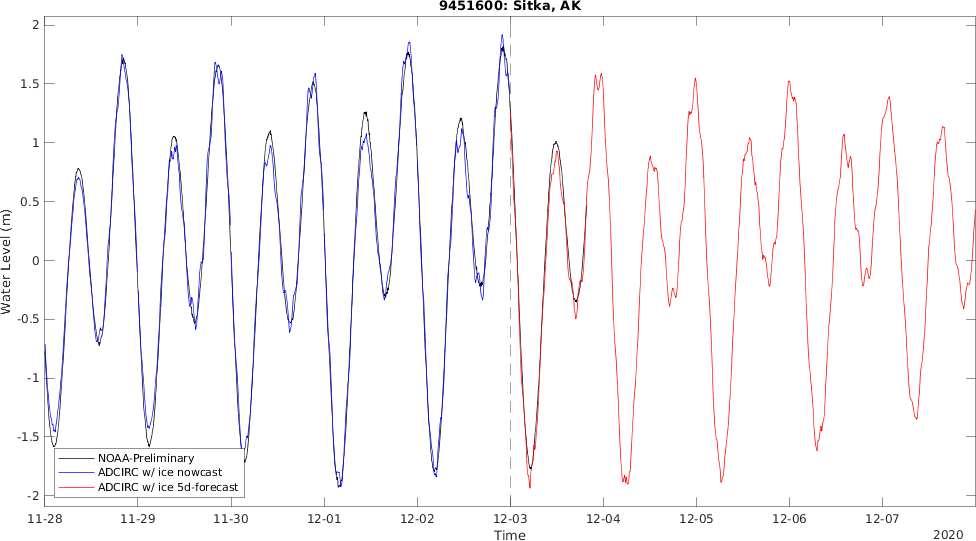 9451600: Sitka, AK
2
1.5
1
0.5
0
-0.5
-1
-1.5
-2
Water Level (m)
NOAA-Preliminary
ADCIRC w/ ice nowcast
ADCIRC w/ ice 5d-forecast
11-28 11-29 11-30 12-01 12-02 12-03 12-04 12-05 12-06 12-07
Time
2020